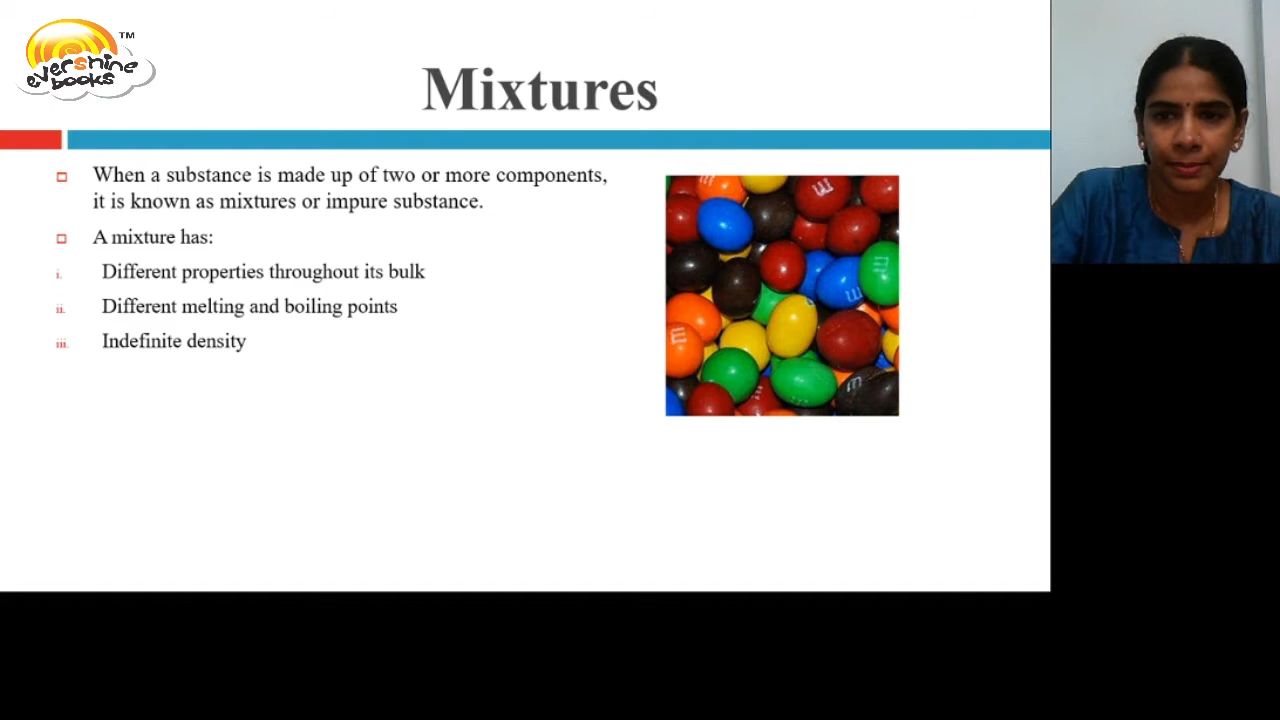 TM
evershine
books
Mixtures
When a substance is made up of two or more components,
it is known as mixtures or impure substance.
A mixture has:
i. Different properties throughout its bulk
ii. Different melting and boiling points
iii. Indefinite density
m
m
m
m
m
m